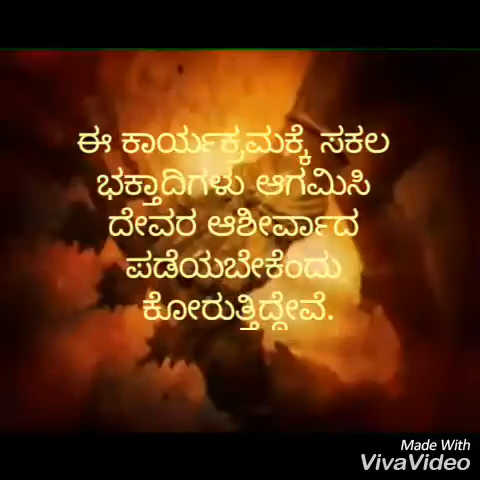 ಈ ಕಾರ್ಯಕ್ರಮಕ್ಕೆ ಸಕಲ
ಭಕ್ತಾದಿಗಳು ಆಗಮಿಸಿ
ದೇವರ ಆಶೀರ್ವಾದ
ಪಡೆಯಬೇಕೆಂದು
ಕೋರುತ್ತಿದ್ದೇವೆ.
Made With
VivaVideo